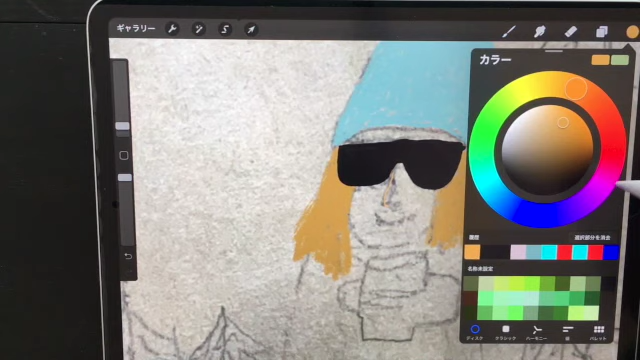 ギャラリー
カラー
履歴
選択部分を消去
名称未設定
ディスク
クラシック
ハーモニー
値
パレット